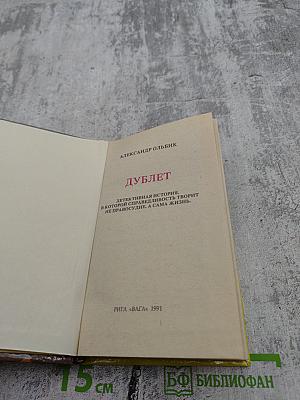 АЛЕКСАНДР ОЛЬБИК
ДУБЛЕТ
ДЕТЕКТИВНАЯ ИСТОРИЯ,
В КОТОРОЙ СПРАВЕДЛИВОСТЬ ТВОРИТ
НЕ ПРАВОСУДИЕ, А САМА ЖИЗНЬ.
РИГА «ВАГА» 1991
15 см
БФ БИБЛИОФАН